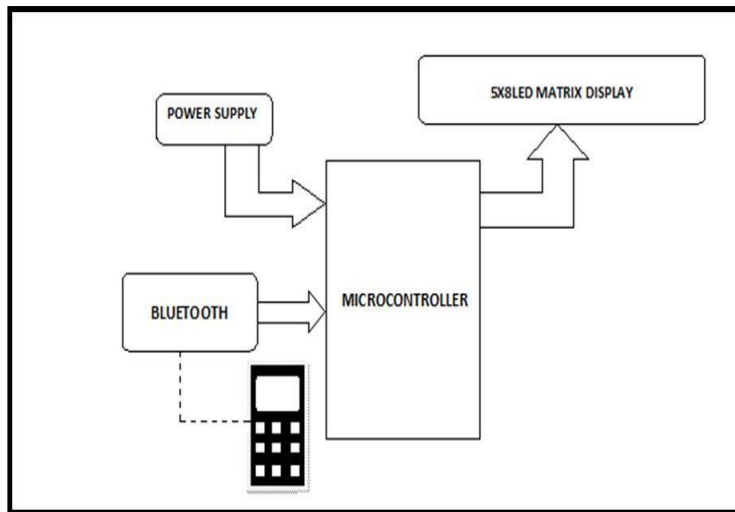 POWER SUPPLY
5X8LED MATRIX DISPLAY
MICROCONTROLLER
BLUETOOTH